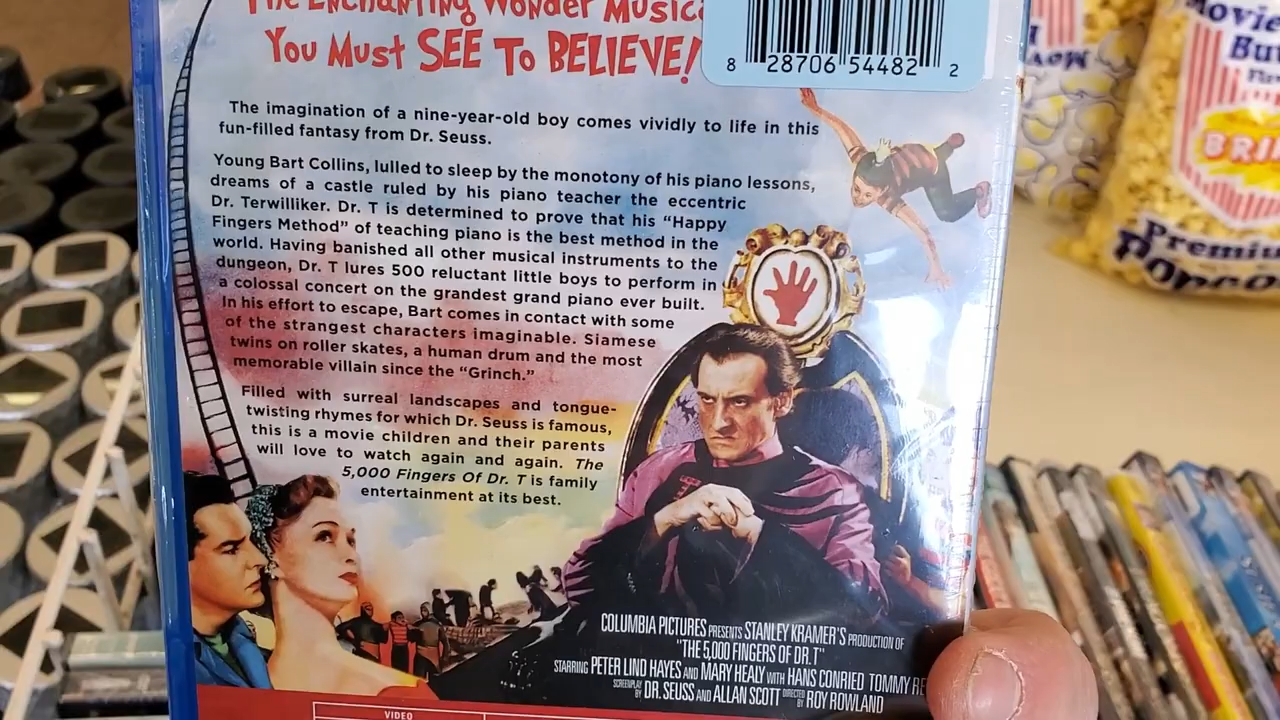 The Enchanting Wonder Musica
You Must SEE To BELIEVE!
8 28706 54482 2
The imagination of a nine-year-old boy comes vividly to life in this
fun-filled fantasy from Dr. Seuss.
Young Bart Collins, lulled to sleep by the monotony of his piano lessons,
dreams of a castle ruled by his piano teacher the eccentric
Dr. Terwilliker. Dr. T is determined to prove that his “Happy
Fingers Method” of teaching piano is the best method in the
world. Having banished all other musical instruments to the
dungeon, Dr. T lures 500 reluctant little boys to perform in
a colossal concert on the grandest grand piano ever built.
In his effort to escape, Bart comes in contact with some
of the strangest characters imaginable. Siamese
twins on roller skates, a human drum and the most
memorable villain since the “Grinch.”
Filled with surreal landscapes and tongue-
twisting rhymes for which Dr. Seuss is famous,
this is a movie children and their parents
will love to watch again and again. The
5,000 Fingers Of Dr. T is family
entertainment at its best.
COLUMBIA PICTURES PRESENTS STANLEY KRAMER'S PRODUCTION OF
"THE 5,000 FINGERS OF DR. T"
STARRING PETER LIND HAYES AND MARY HEALY WITH HANS CONRIED TOMMY RE
SCREENPLAY BY DR. SEUSS AND ALLAN SCOTT DIRECTED BY ROY ROWLAND
VIDEO
Movie
But
BRI
Premiu
Popco